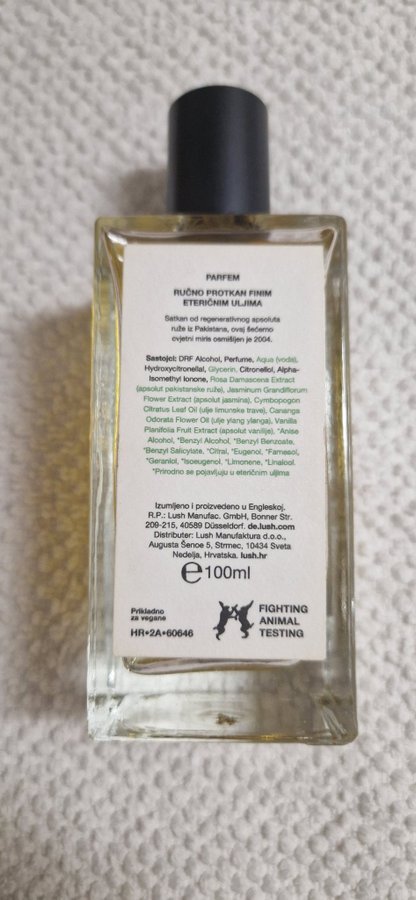 PARFEM
RUČNO PROTKAN FINIM
ETERIČNIM ULJIMA
Satkan od regenerativnog apsoluta
ruže iz Pakistana, ovaj šećerno
cvjetni miris osmišljen je 2004.
Sastojci: DRF Alcohol, Perfume, Aqua (voda),
Hydroxycitronellal, Glycerin, Citronellol, Alpha-
Isomethyl Ionone, Rosa Damascena Extract
(apsolut pakistanske ruže), Jasminum Grandiflorum
Flower Extract (apsolut jasmina), Cymbopogon
Citratus Leaf Oil (ulje limunske trave), Cananga
Odorata Flower Oil (ulje ylang ylanga), Vanilla
Planifolia Fruit Extract (apsolut vanilije), *Anise
Alcohol, *Benzyl Alcohol, *Benzyl Benzoate,
*Benzyl Salicylate, *Citral, *Eugenol, *Farnesol,
*Geraniol, *Isoeugenol, *Limonene, *Linalool.
*Prirodno se pojavljuju u eteričnim uljima
Izumljeno i proizvedeno u Engleskoj.
R.P.: Lush Manufac. GmbH, Bonner Str.
209-215, 40589 Düsseldorf. de.lush.com
Distributer: Lush Manufaktura d.o.o.,
Augusta Šenoe 5, Strmec, 10434 Sveta
Nedelja, Hrvatska. lush.hr
℮100ml
Prikladno
za vegane
HR•2A•60646
FIGHTING
ANIMAL
TESTING